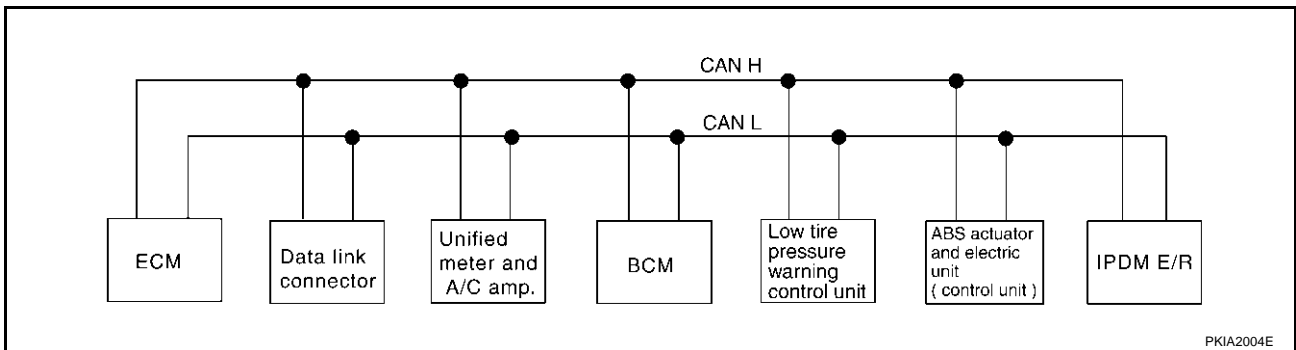 CAN H
CAN L
ECM
Data link
connector
Unified
meter and
A/C amp.
BCM
Low tire
pressure
warning
control unit
ABS actuator
and electric
unit
( control unit )
IPDM E/R
PKIA2004E